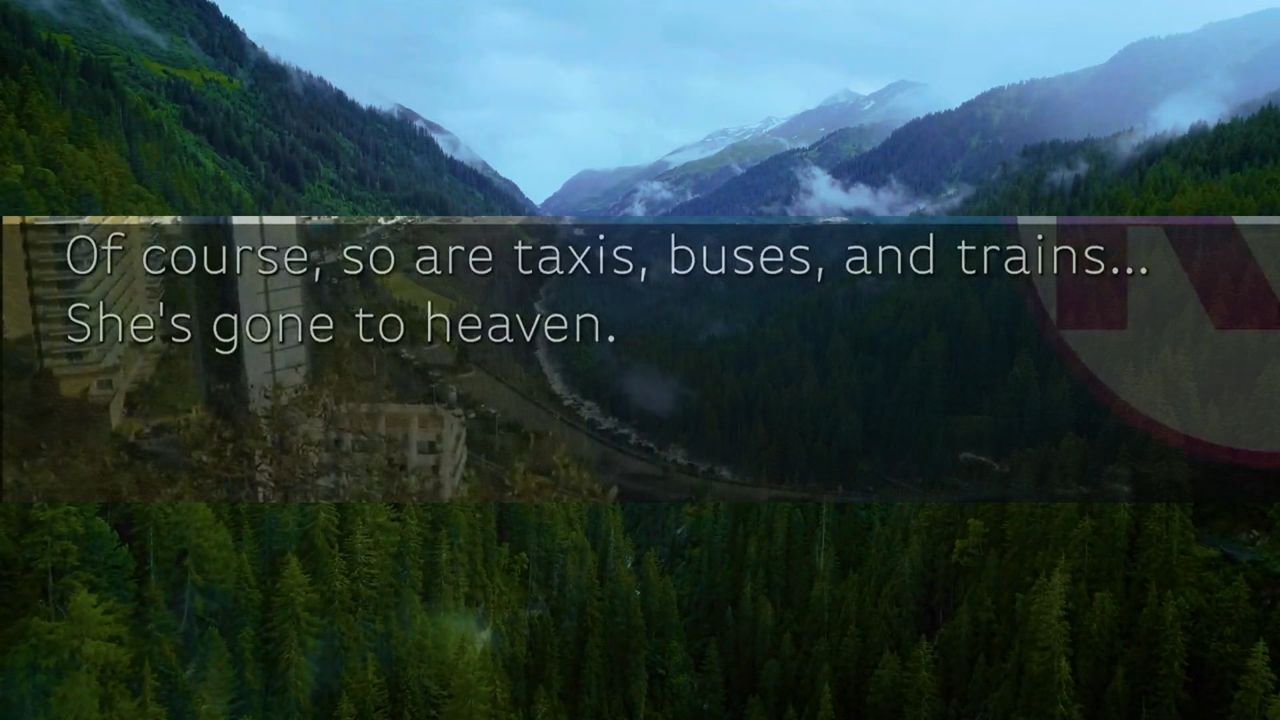 Of course, so are taxis, buses, and trains...
She's gone to heaven.